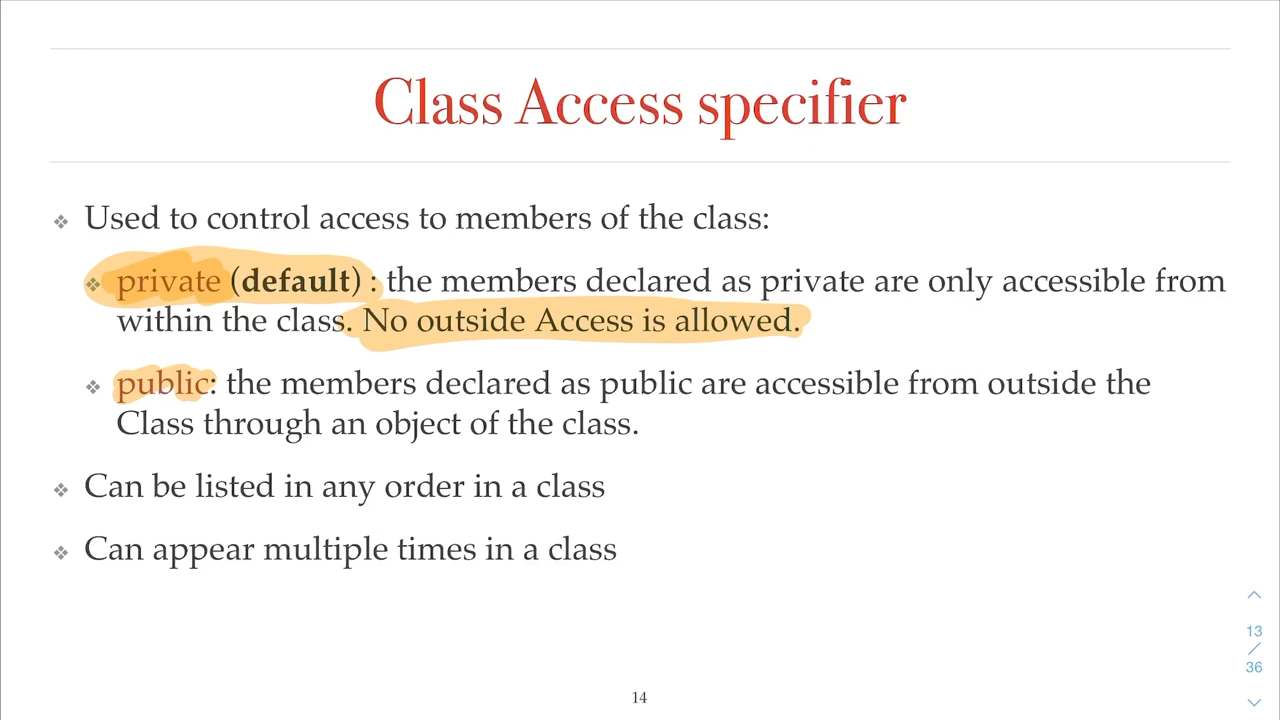 Class Access specifier
❖ Used to control access to members of the class:
❖ private (default) : the members declared as private are only accessible from
within the class. No outside Access is allowed.
❖ public: the members declared as public are accessible from outside the
Class through an object of the class.
❖ Can be listed in any order in a class
❖ Can appear multiple times in a class
13
/
36
14